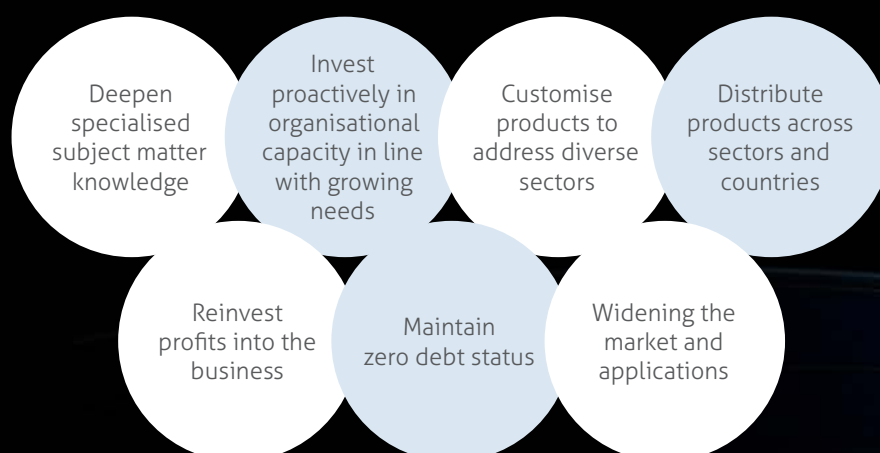 Deepen
specialised
subject matter
knowledge
Invest
proactively in
organisational
capacity in line
with growing
needs
Customise
products to
address diverse
sectors
Distribute
products across
sectors and
countries
Reinvest
profits into the
business
Maintain
zero debt status
Widening the
market and
applications